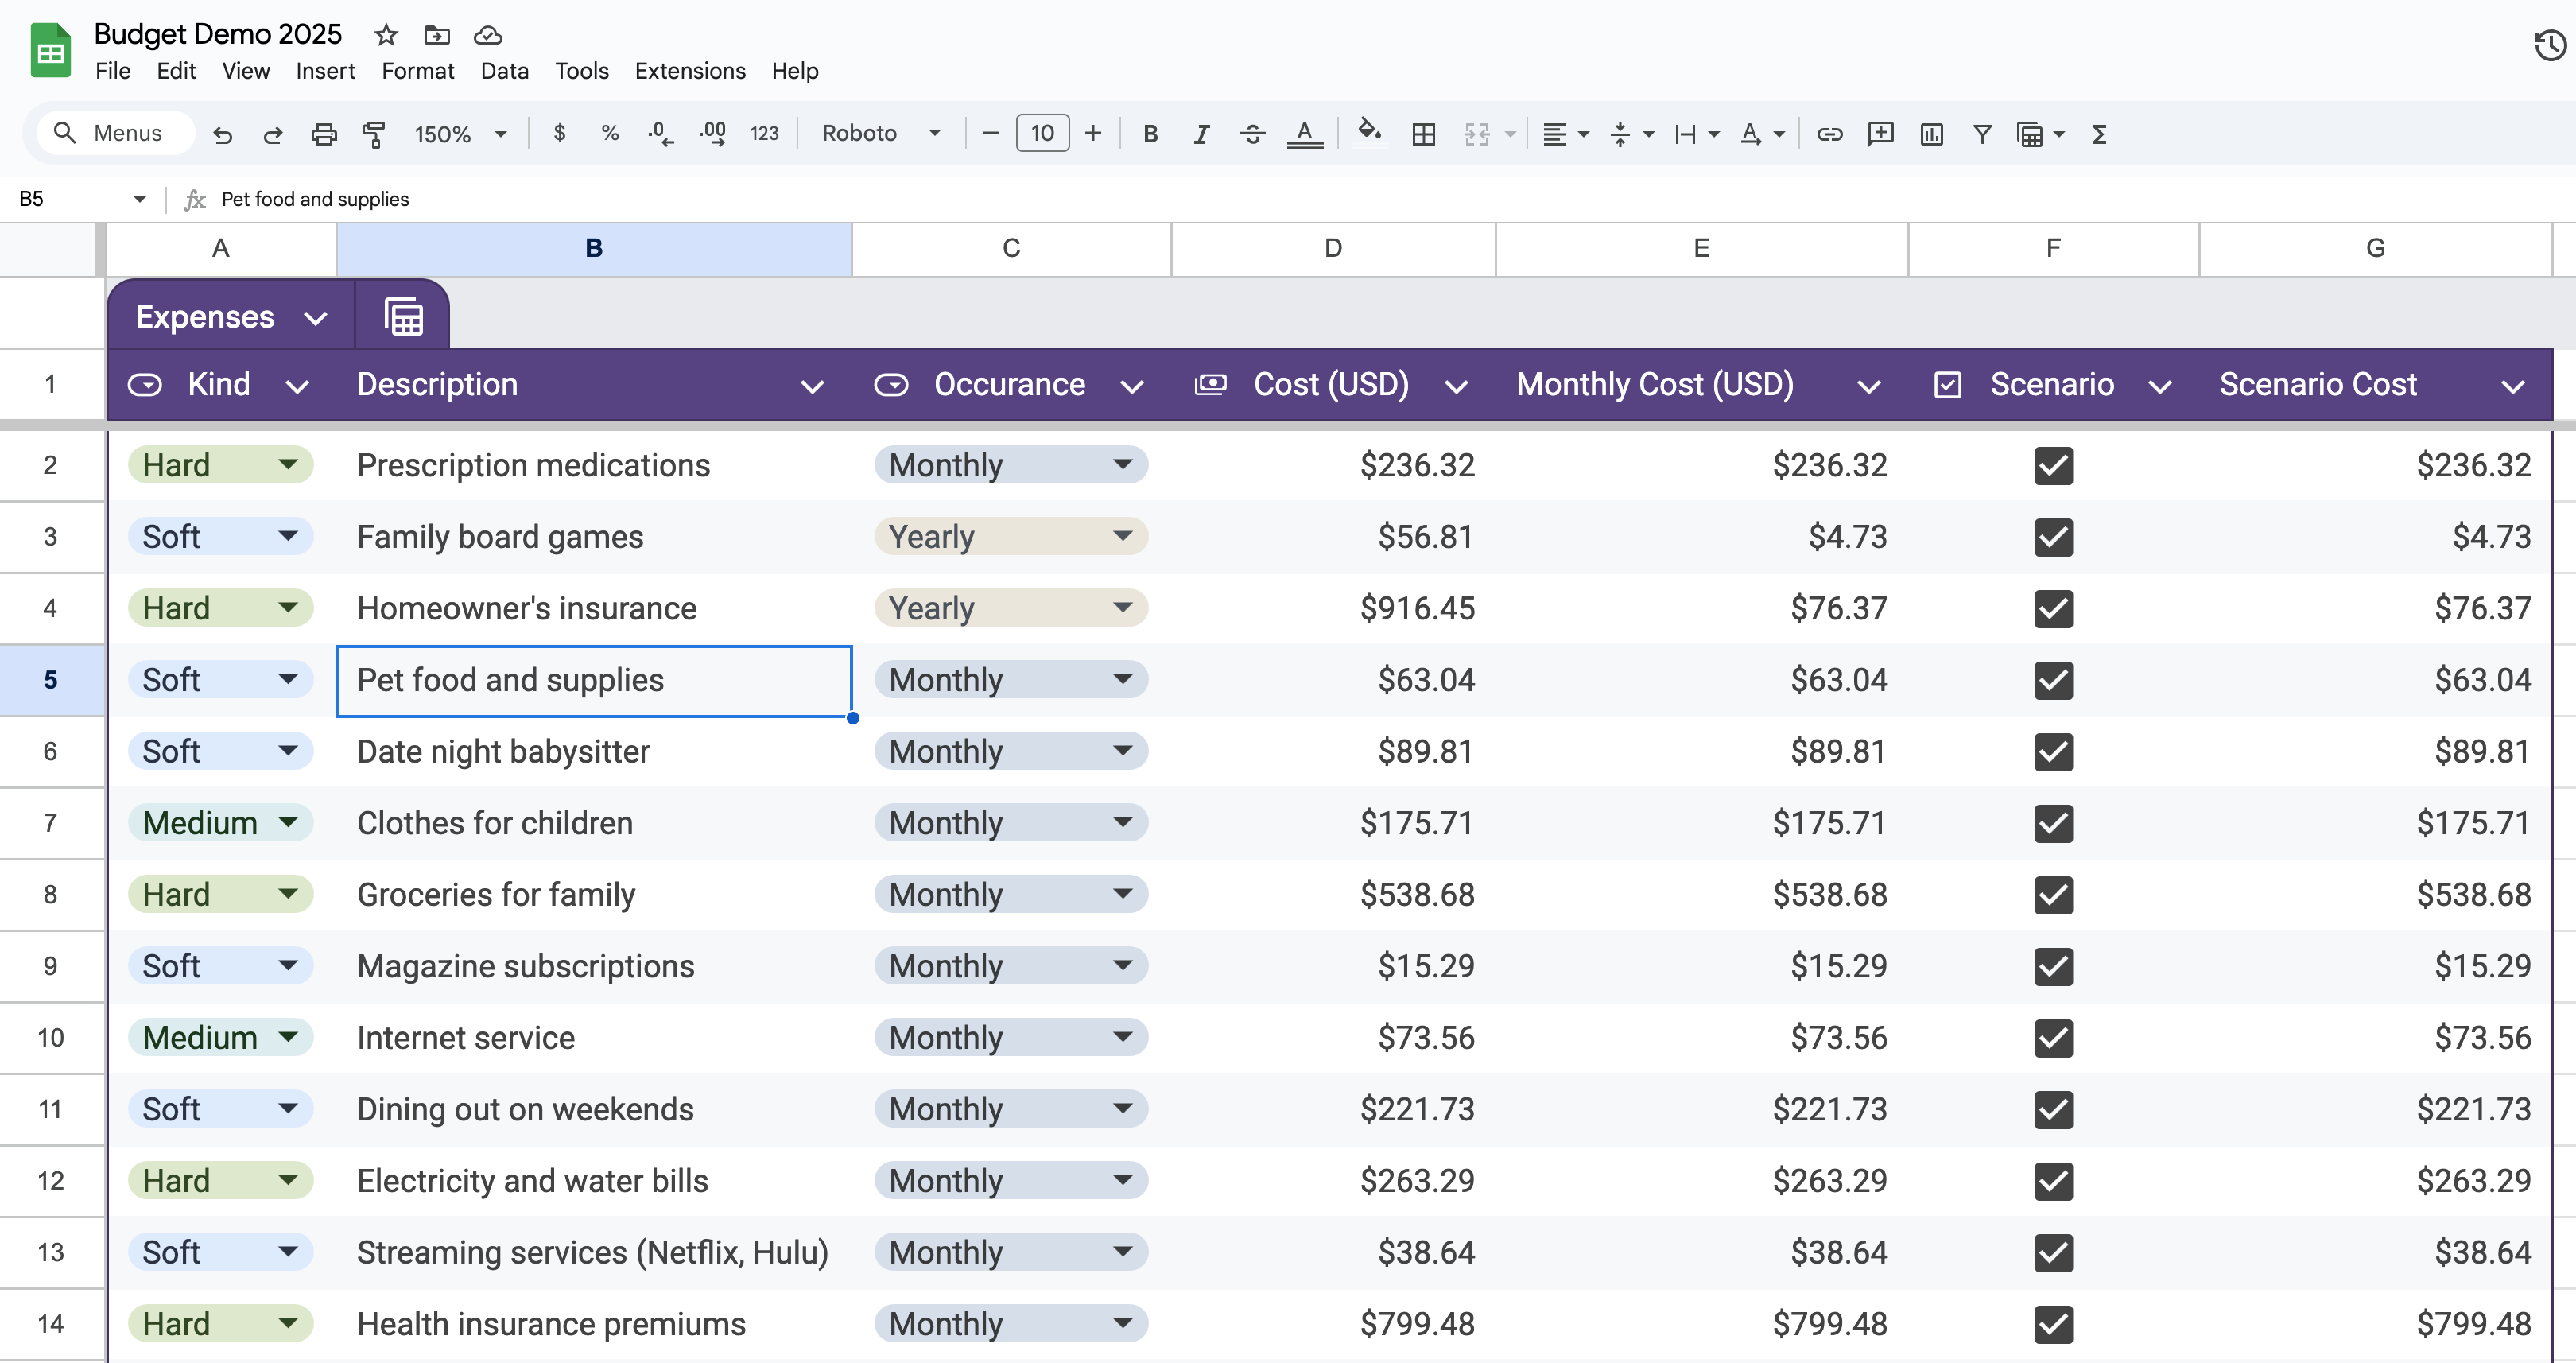 Budget Demo 2025
File Edit View Insert Format Data Tools Extensions Help
Menus 150% $ % .0 .00 123 Roboto 10 B I S A A Σ
B5 fx Pet food and supplies
A B C D E F G
Expenses
1 Kind Description Occurance Cost (USD) Monthly Cost (USD) Scenario Scenario Cost
2 Hard Prescription medications Monthly $236.32 $236.32 $236.32
3 Soft Family board games Yearly $56.81 $4.73 $4.73
4 Hard Homeowner's insurance Yearly $916.45 $76.37 $76.37
5 Soft Pet food and supplies Monthly $63.04 $63.04 $63.04
6 Soft Date night babysitter Monthly $89.81 $89.81 $89.81
7 Medium Clothes for children Monthly $175.71 $175.71 $175.71
8 Hard Groceries for family Monthly $538.68 $538.68 $538.68
9 Soft Magazine subscriptions Monthly $15.29 $15.29 $15.29
10 Medium Internet service Monthly $73.56 $73.56 $73.56
11 Soft Dining out on weekends Monthly $221.73 $221.73 $221.73
12 Hard Electricity and water bills Monthly $263.29 $263.29 $263.29
13 Soft Streaming services (Netflix, Hulu) Monthly $38.64 $38.64 $38.64
14 Hard Health insurance premiums Monthly $799.48 $799.48 $799.48